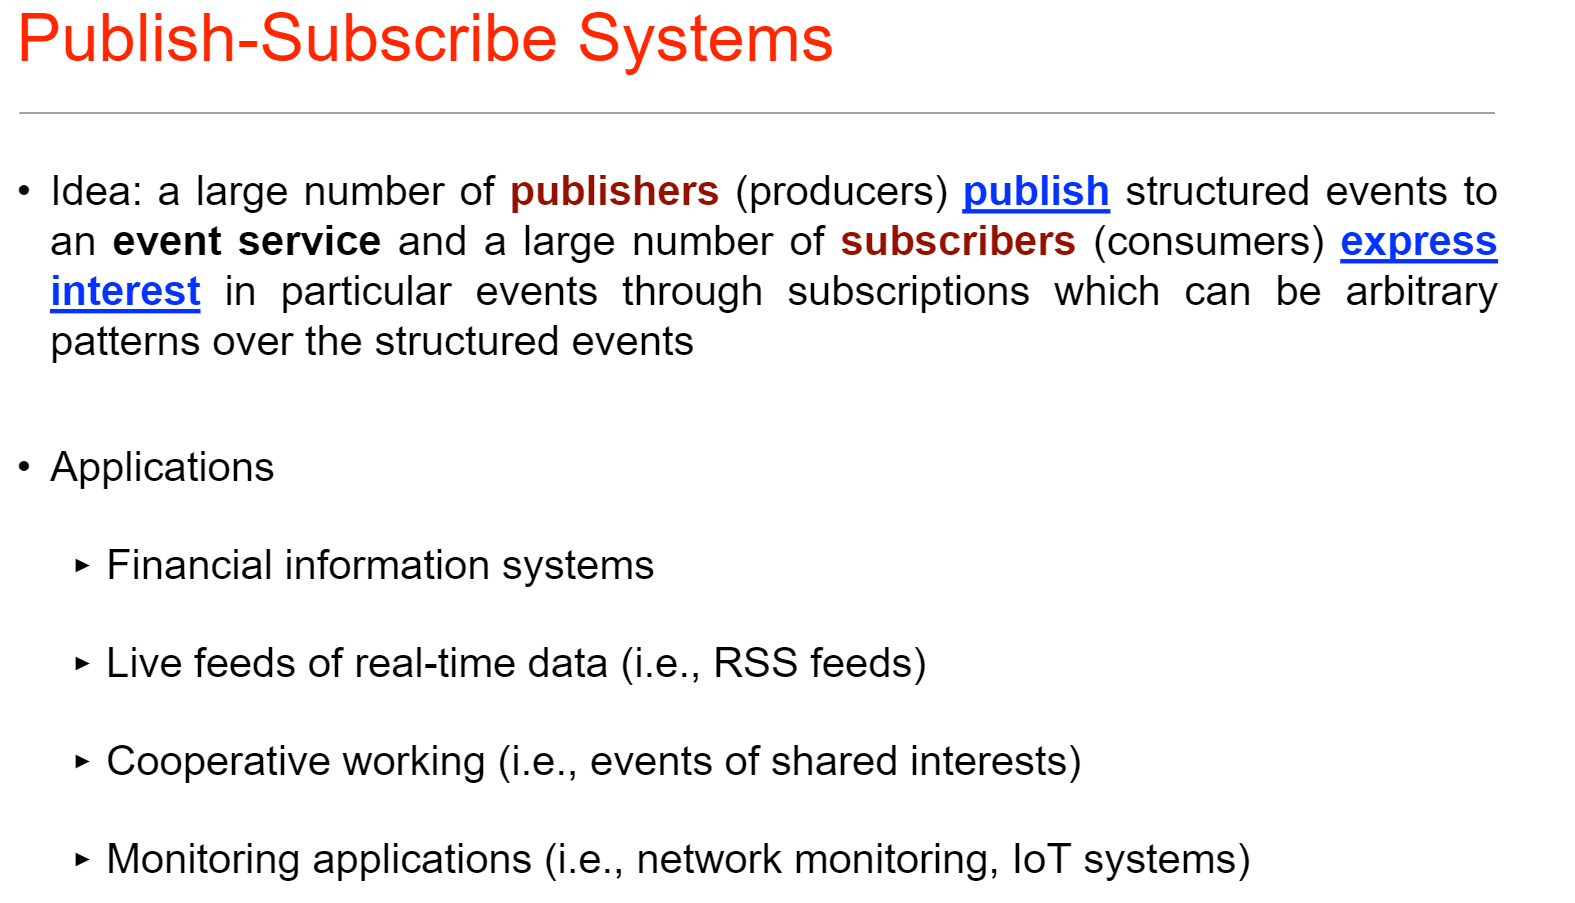 Publish-Subscribe Systems
• Idea: a large number of publishers (producers) publish structured events to
an event service and a large number of subscribers (consumers) express
interest in particular events through subscriptions which can be arbitrary
patterns over the structured events
• Applications
‣ Financial information systems
‣ Live feeds of real-time data (i.e., RSS feeds)
‣ Cooperative working (i.e., events of shared interests)
‣ Monitoring applications (i.e., network monitoring, IoT systems)